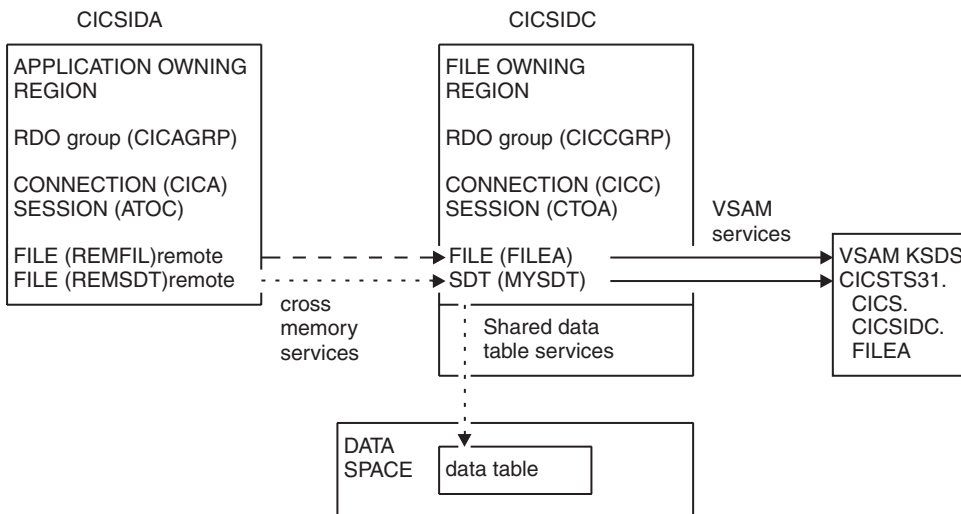 CICSIDA
CICSIDC
APPLICATION OWNING
REGION
RDO group (CICAGRP)
CONNECTION (CICA)
SESSION (ATOC)
FILE (REMFIL)remote
FILE (REMSDT)remote
cross
memory
services
FILE OWNING
REGION
RDO group (CICCGRP)
CONNECTION (CICC)
SESSION (CTOA)
FILE (FILEA)
SDT (MYSDT)
Shared data
table services
VSAM
services
VSAM KSDS
CICSTS31.
CICS.
CICSIDC.
FILEA
DATA
SPACE
data table